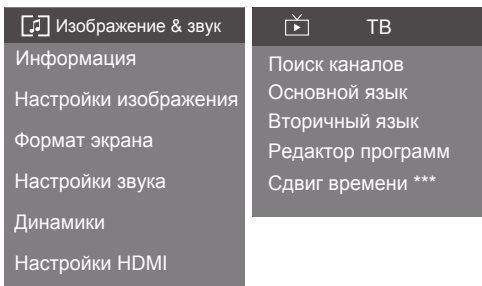 Изображение & звук
Информация
Настройки изображения
Формат экрана
Настройки звука
Динамики
Настройки HDMI
ТВ
Поиск каналов
Основной язык
Вторичный язык
Редактор программ
Сдвиг времени ***